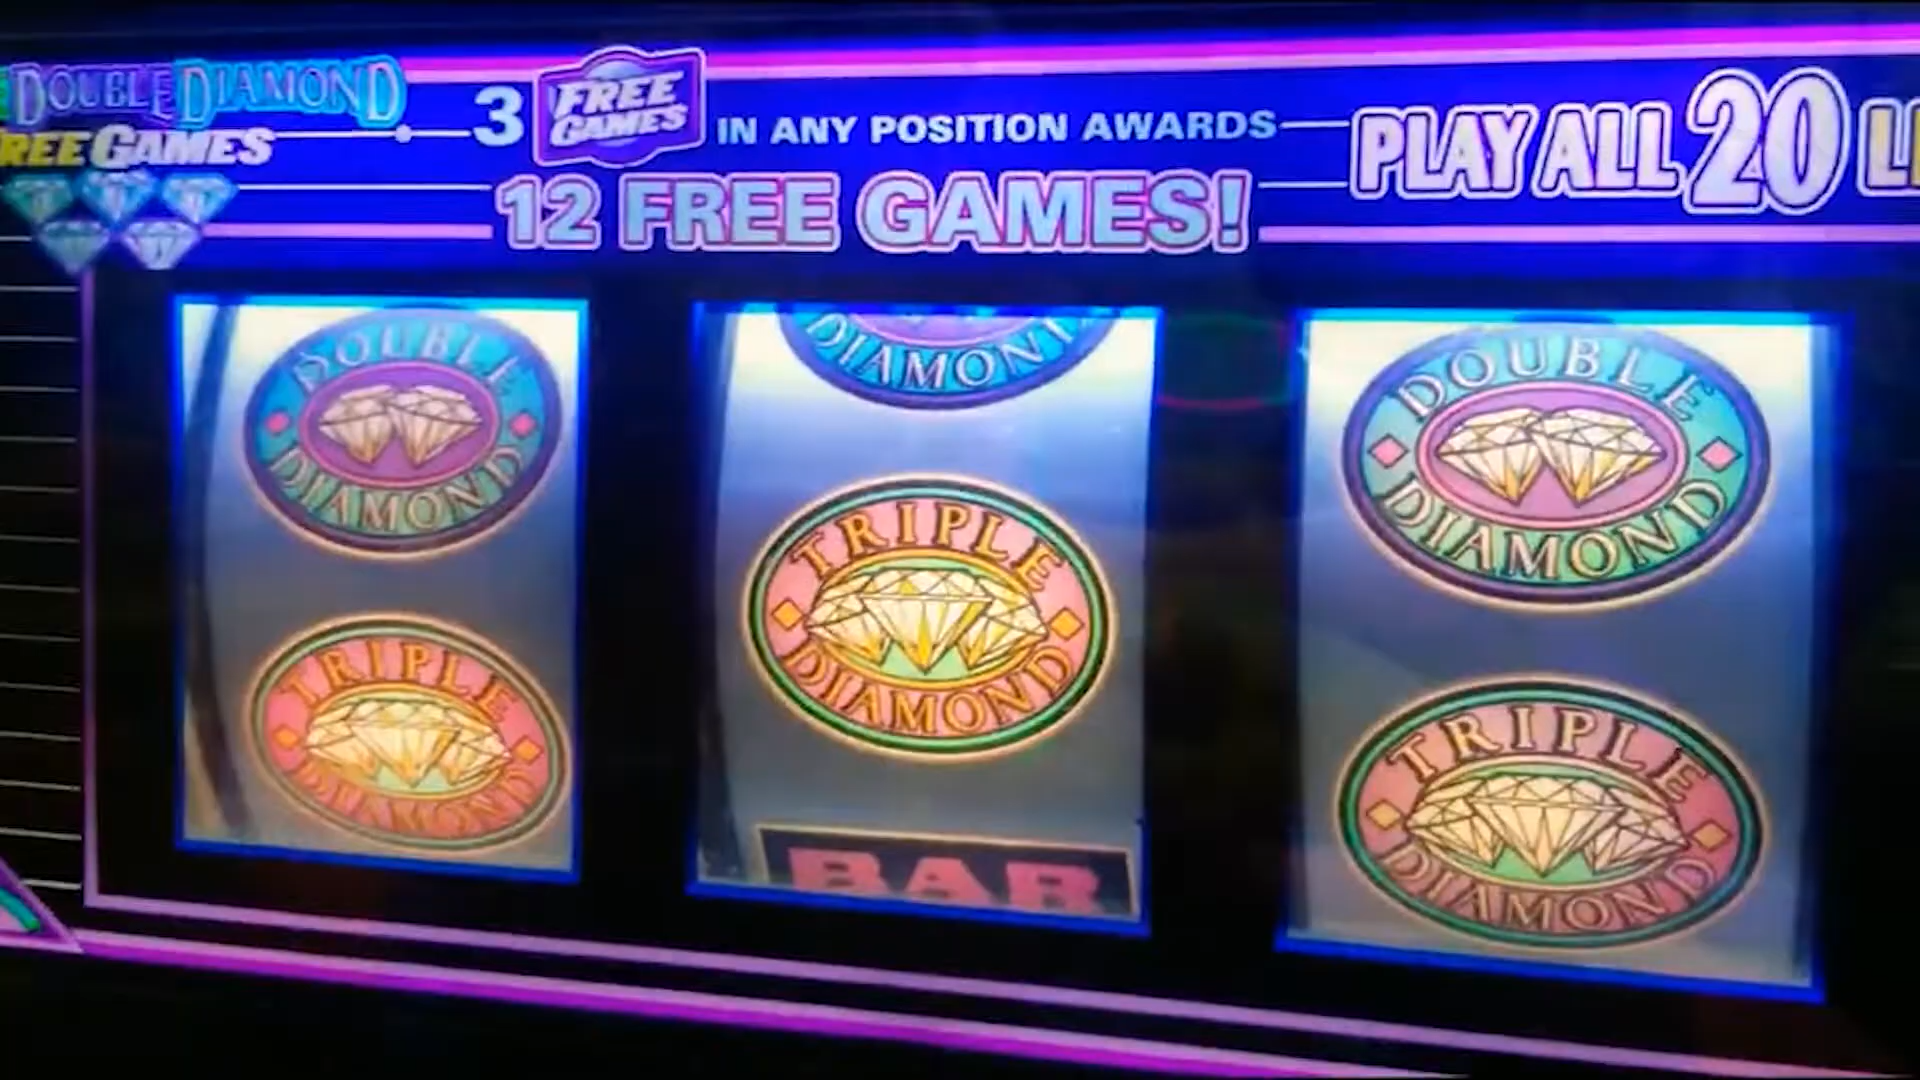 DOUBLE DIAMOND
FREE GAMES
3 FREE GAMES IN ANY POSITION AWARDS
12 FREE GAMES!
PLAY ALL 20
DOUBLE
DIAMOND
TRIPLE
DIAMOND
DIAMOND
TRIPLE
DIAMOND
BAR
DOUBLE
DIAMOND
TRIPLE
DIAMOND